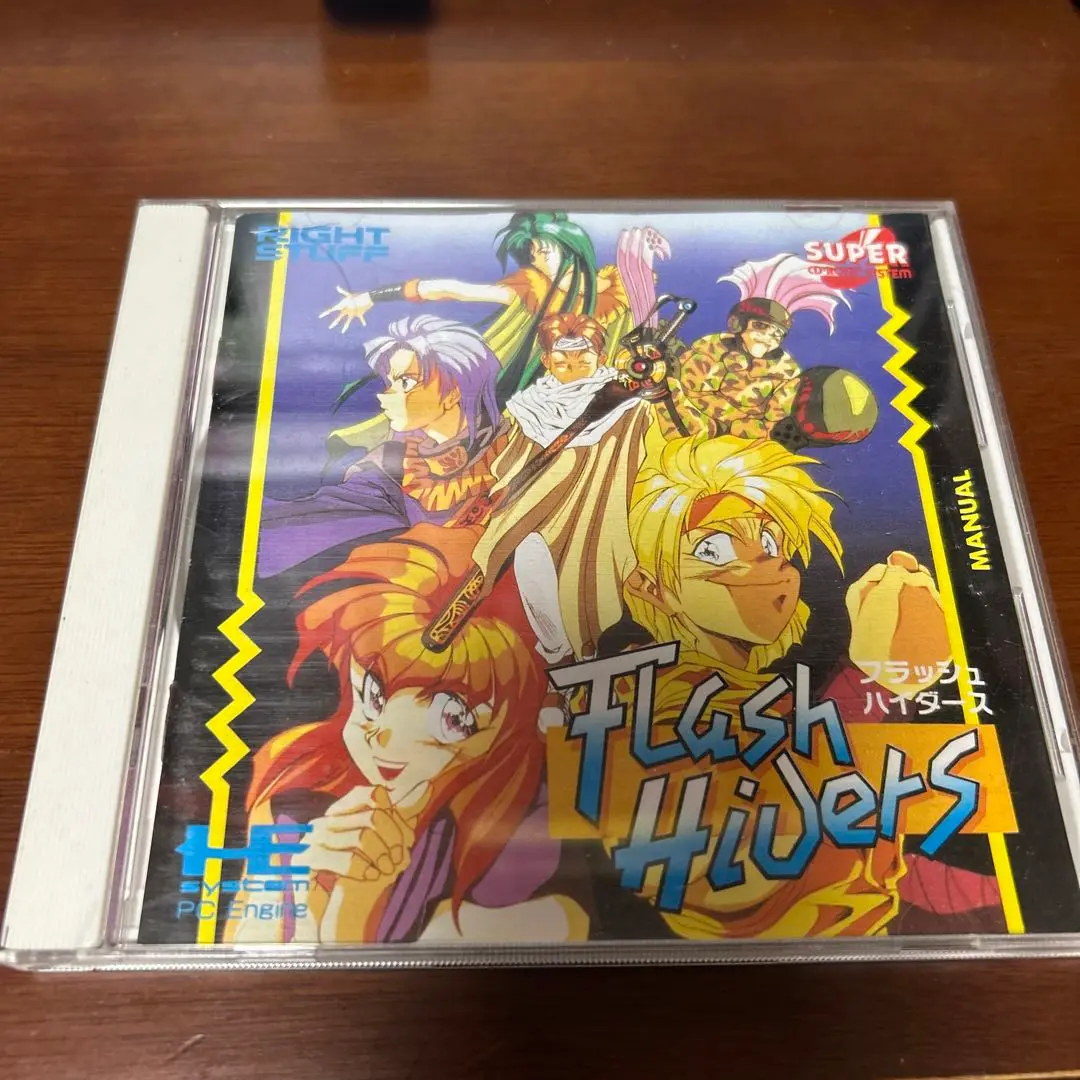 RIGHT
STUFF
SUPER
CD-ROM SYSTEM
MANUAL
フラッシュ
ハイダース
Flash
Hiders
HE
system
PC Engine